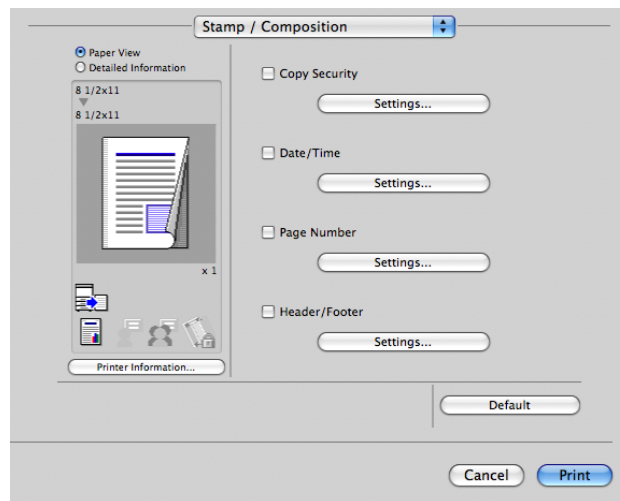 Stamp / Composition
Paper View
Detailed Information
8 1/2x11
8 1/2x11
x 1
Printer Information...
Copy Security
Settings...
Date/Time
Settings...
Page Number
Settings...
Header/Footer
Settings...
Default
Cancel
Print